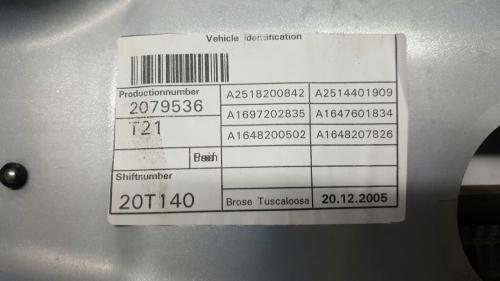 Vehicle Identification
Productionnumber
2079536
T21
A2518200842 A2514401909
A1697202835 A1647601834
A1648200502 A1648207826
Shiftnumber
20T140
Brose Tuscaloosa 20.12.2005